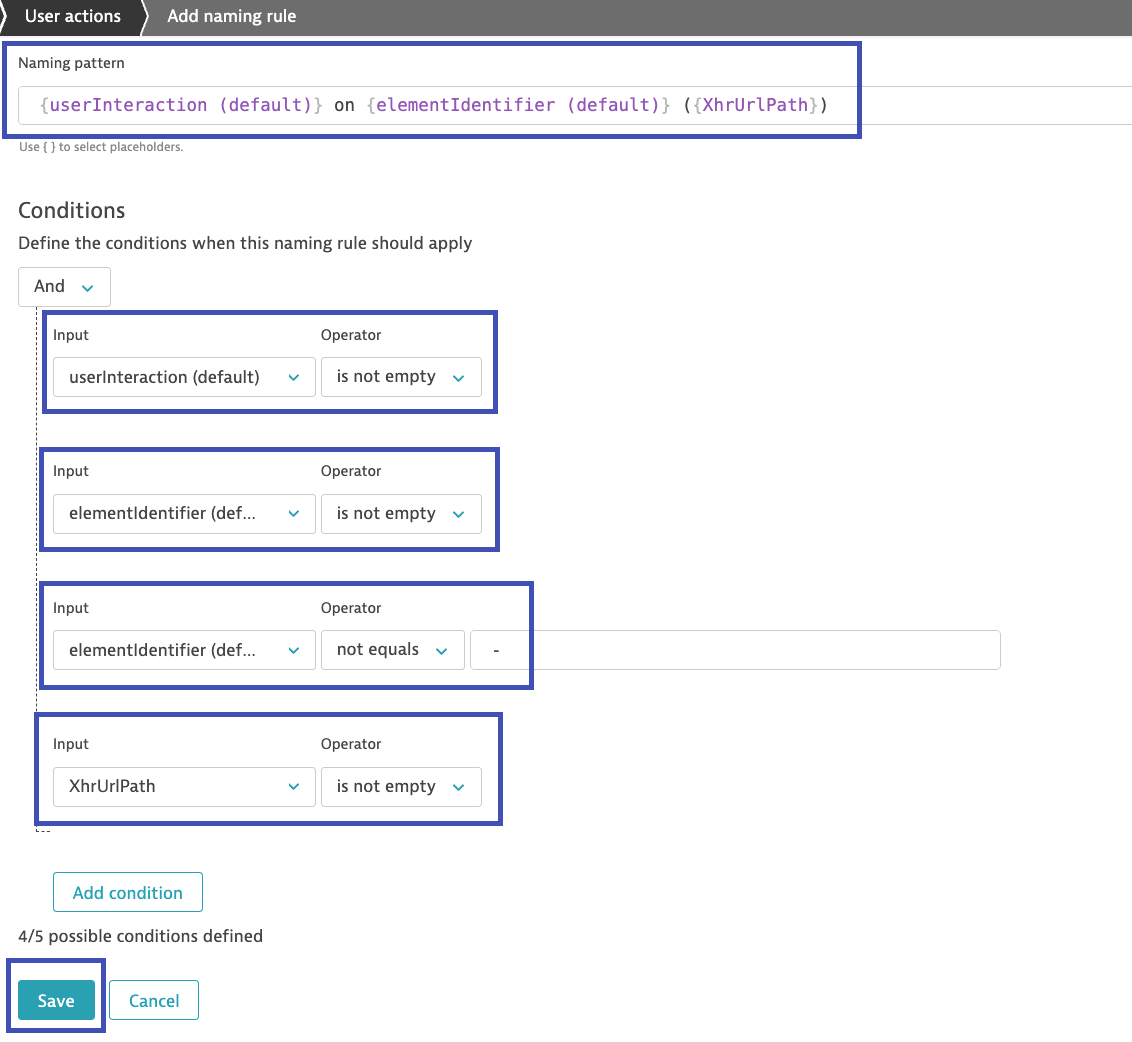 User actions Add naming rule
Naming pattern
{userInteraction (default)} on {elementIdentifier (default)} ({XhrUrlPath})
Use { } to select placeholders.
Conditions
Define the conditions when this naming rule should apply
And
Input Operator
userInteraction (default) is not empty
Input Operator
elementIdentifier (def... is not empty
Input Operator
elementIdentifier (def... not equals -
Input Operator
XhrUrlPath is not empty
Add condition
4/5 possible conditions defined
Save Cancel